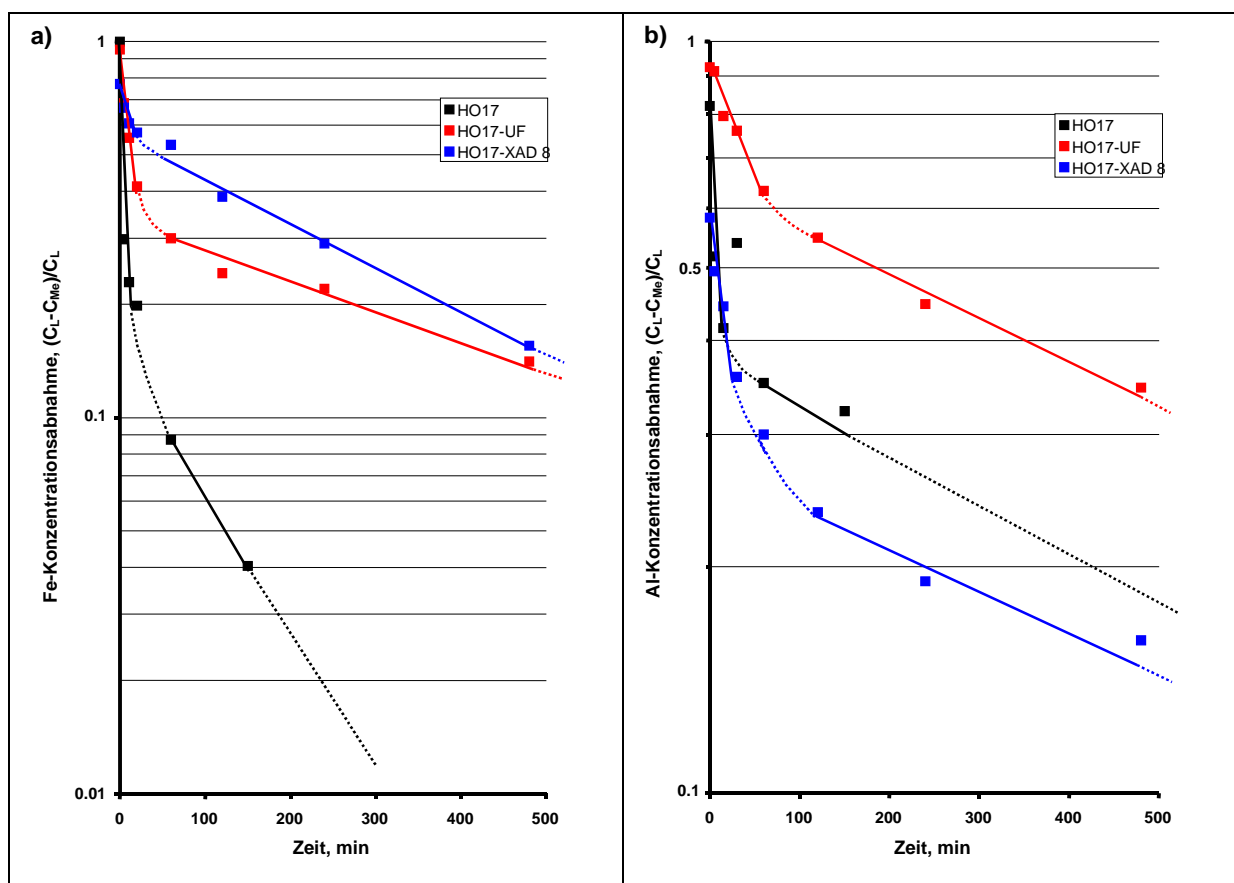 a)
Fe-Konzentrationsabnahme, (CL-CMe)/CL
1
0.1
0.01
0 100 200 300 400 500
Zeit, min
HO17
HO17-UF
HO17-XAD 8
b)
Al-Konzentrationsabnahme, (CL-CMe)/CL
1
0.5
0.1
0 100 200 300 400 500
Zeit, min
HO17
HO17-UF
HO17-XAD 8